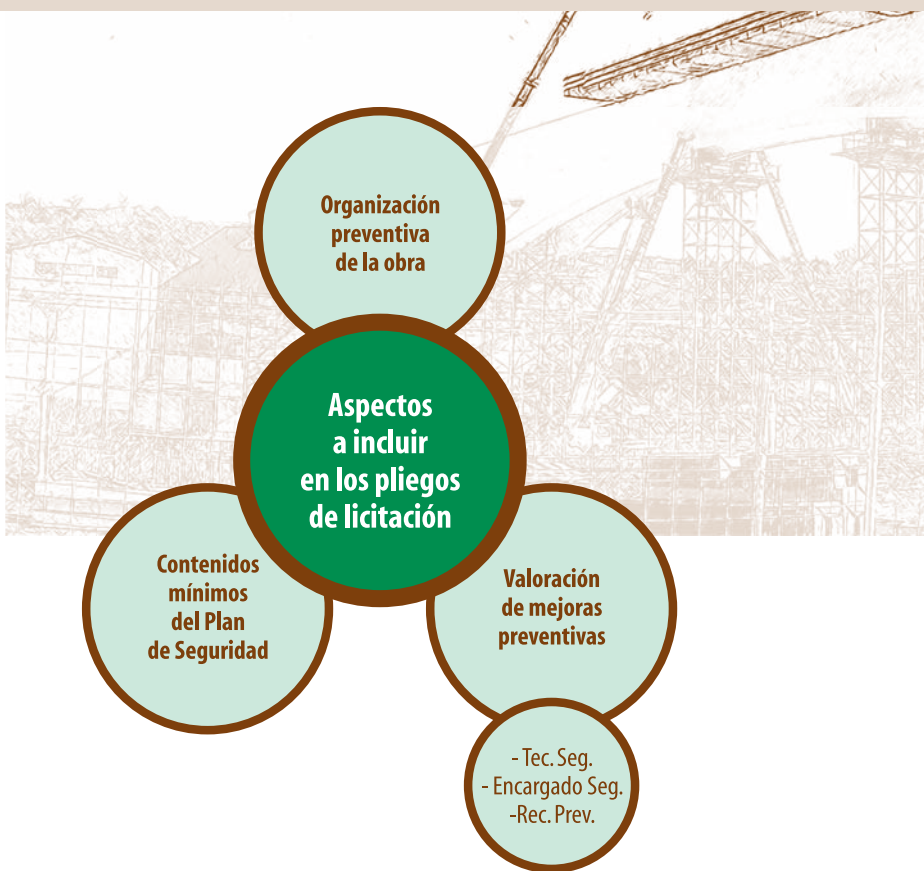 Organización
preventiva
de la obra
Aspectos
a incluir
en los pliegos
de licitación
Contenidos
mínimos
del Plan
de Seguridad
Valoración
de mejoras
preventivas
- Tec. Seg.
- Encargado Seg.
-Rec. Prev.